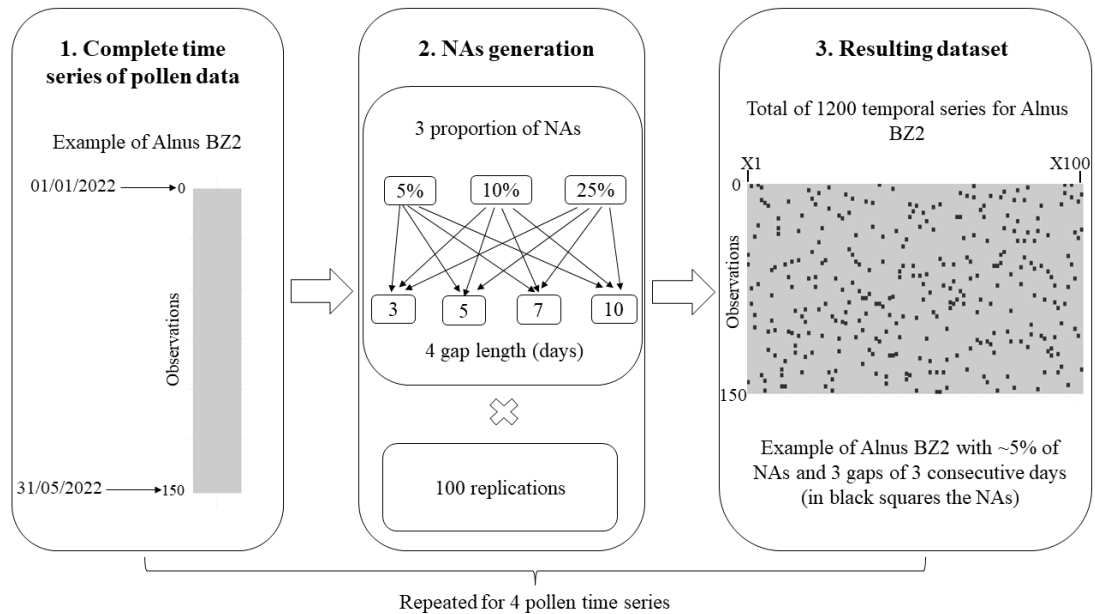 1. Complete time
series of pollen data
Example of Alnus BZ2
01/01/2022
0
Observations
31/05/2022
150
2. NAs generation
3 proportion of NAs
5% 10% 25%
3 5 7 10
4 gap length (days)
100 replications
3. Resulting dataset
Total of 1200 temporal series for Alnus
BZ2
X1 X100
0
Observations
150
Example of Alnus BZ2 with ~5% of
NAs and 3 gaps of 3 consecutive days
(in black squares the NAs)
Repeated for 4 pollen time series